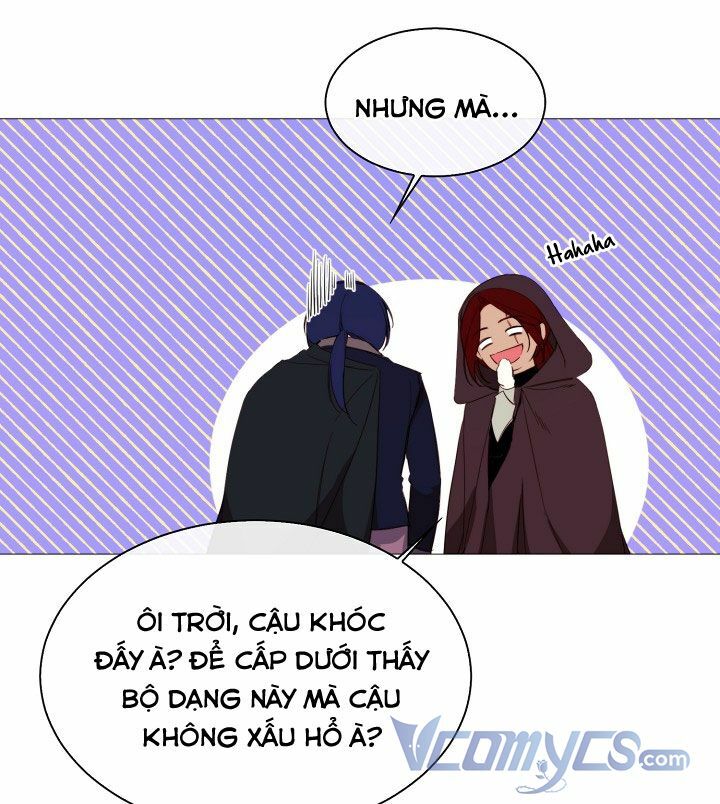 NHƯNG MÀ...
Hahaha
ÔI TRỜI, CẬU KHÓC
ĐẤY À? ĐỂ CẤP DƯỚI THẤY
BỘ DẠNG NÀY MÀ CẬU
KHÔNG XẤU HỔ À?
VCOMYCS.com